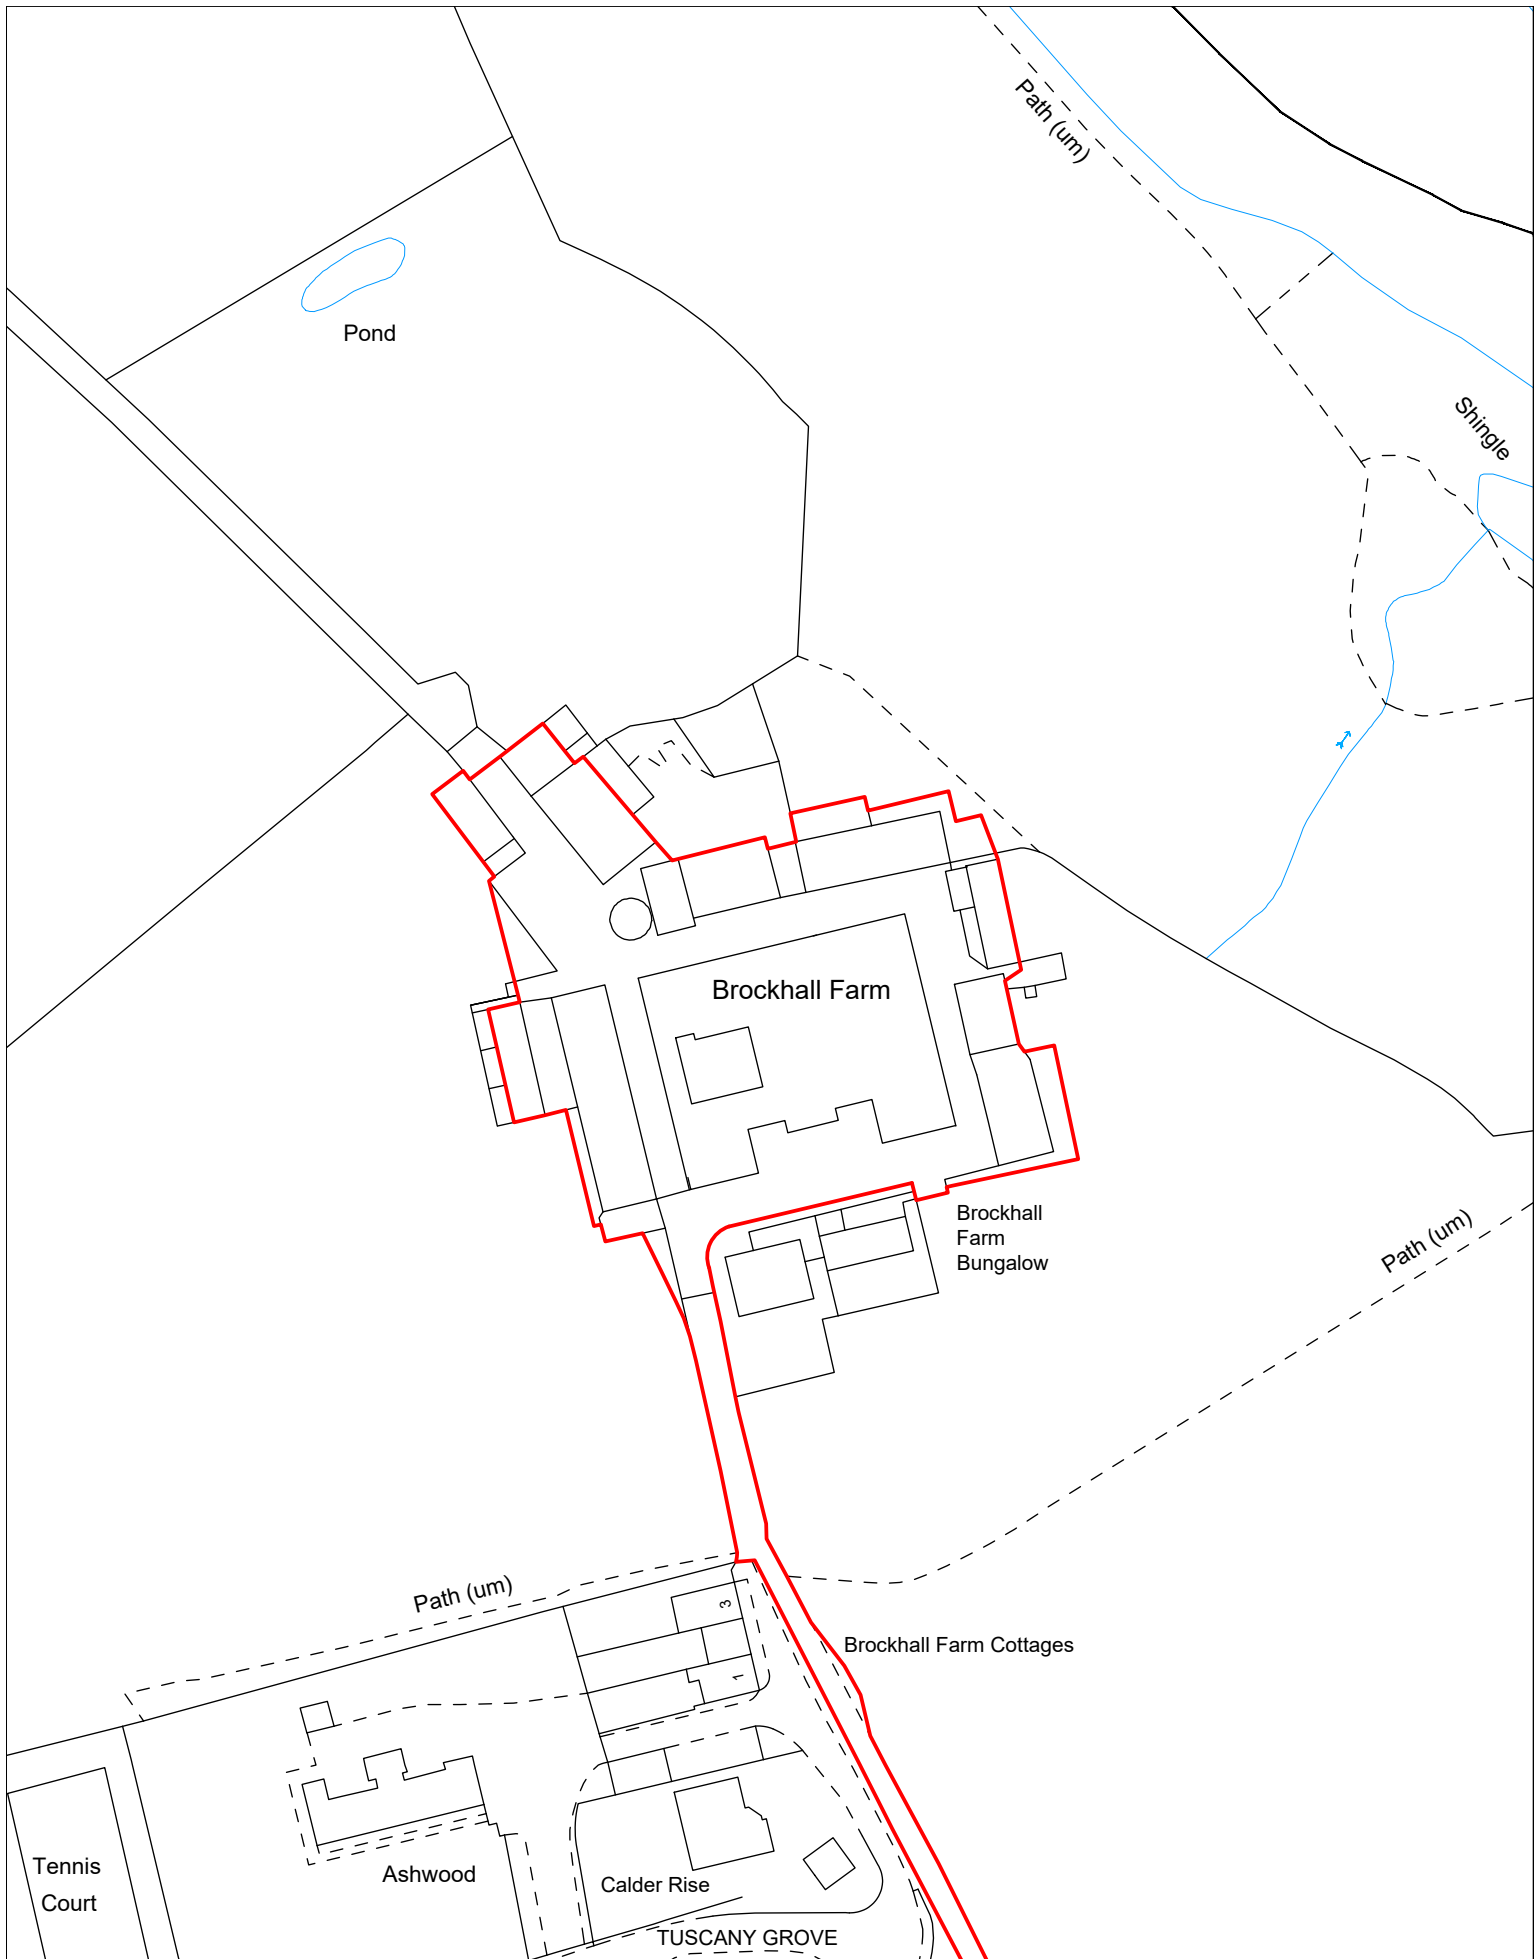 Path (um)
Pond
Shingle
Brockhall Farm
Brockhall
Farm
Bungalow
Path (um)
Path (um)
3
Brockhall Farm Cottages
1
Tennis
Court
Ashwood
Calder Rise
TUSCANY GROVE